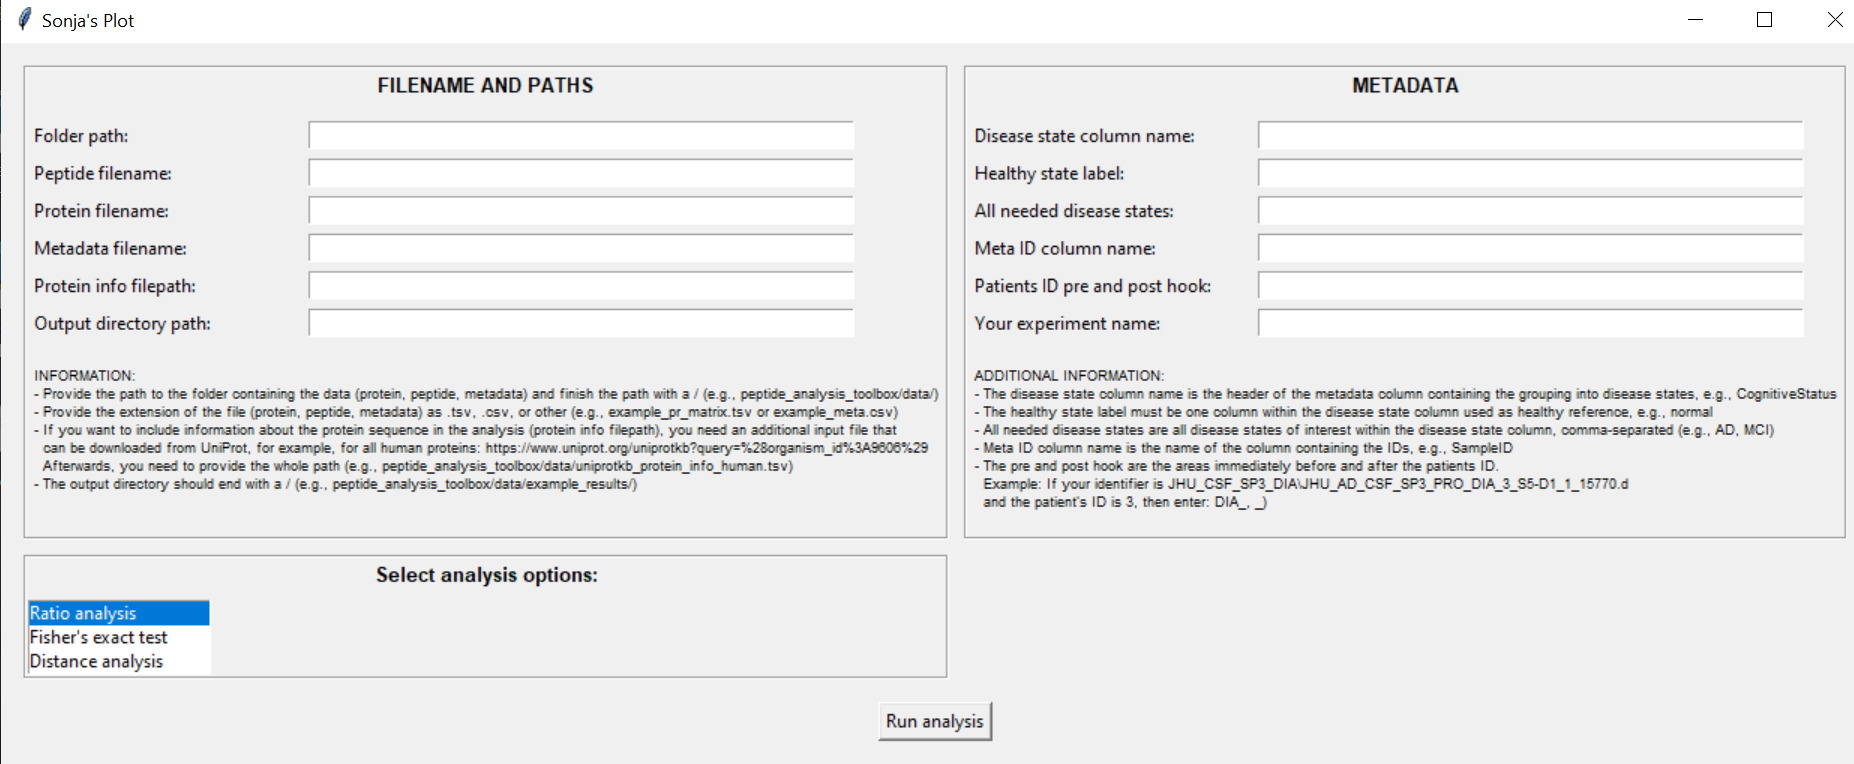 Sonja's Plot
FILENAME AND PATHS
Folder path:
Peptide filename:
Protein filename:
Metadata filename:
Protein info filepath:
Output directory path:
INFORMATION:
- Provide the path to the folder containing the data (protein, peptide, metadata) and finish the path with a / (e.g., peptide_analysis_toolbox/data/)
- Provide the extension of the file (protein, peptide, metadata) as .tsv, .csv, or other (e.g., example_pr_matrix.tsv or example_meta.csv)
- If you want to include information about the protein sequence in the analysis (protein info filepath), you need an additional input file that
can be downloaded from UniProt, for example, for all human proteins: https://www.uniprot.org/uniprotkb?query=%28organism_id%3A9606%29
Afterwards, you need to provide the whole path (e.g., peptide_analysis_toolbox/data/uniprotkb_protein_info_human.tsv)
- The output directory should end with a / (e.g., peptide_analysis_toolbox/data/example_results/)
METADATA
Disease state column name:
Healthy state label:
All needed disease states:
Meta ID column name:
Patients ID pre and post hook:
Your experiment name:
ADDITIONAL INFORMATION:
- The disease state column name is the header of the metadata column containing the grouping into disease states, e.g., CognitiveStatus
- The healthy state label must be one column within the disease state column used as healthy reference, e.g., normal
- All needed disease states are all disease states of interest within the disease state column, comma-separated (e.g., AD, MCI)
- Meta ID column name is the name of the column containing the IDs, e.g., SampleID
- The pre and post hook are the areas immediately before and after the patients ID.
Example: If your identifier is JHU_CSF_SP3_DIA\JHU_AD_CSF_SP3_PRO_DIA_3_S5-D1_1_15770.d
and the patient's ID is 3, then enter: DIA_, _)
Select analysis options:
Ratio analysis
Fisher's exact test
Distance analysis
Run analysis